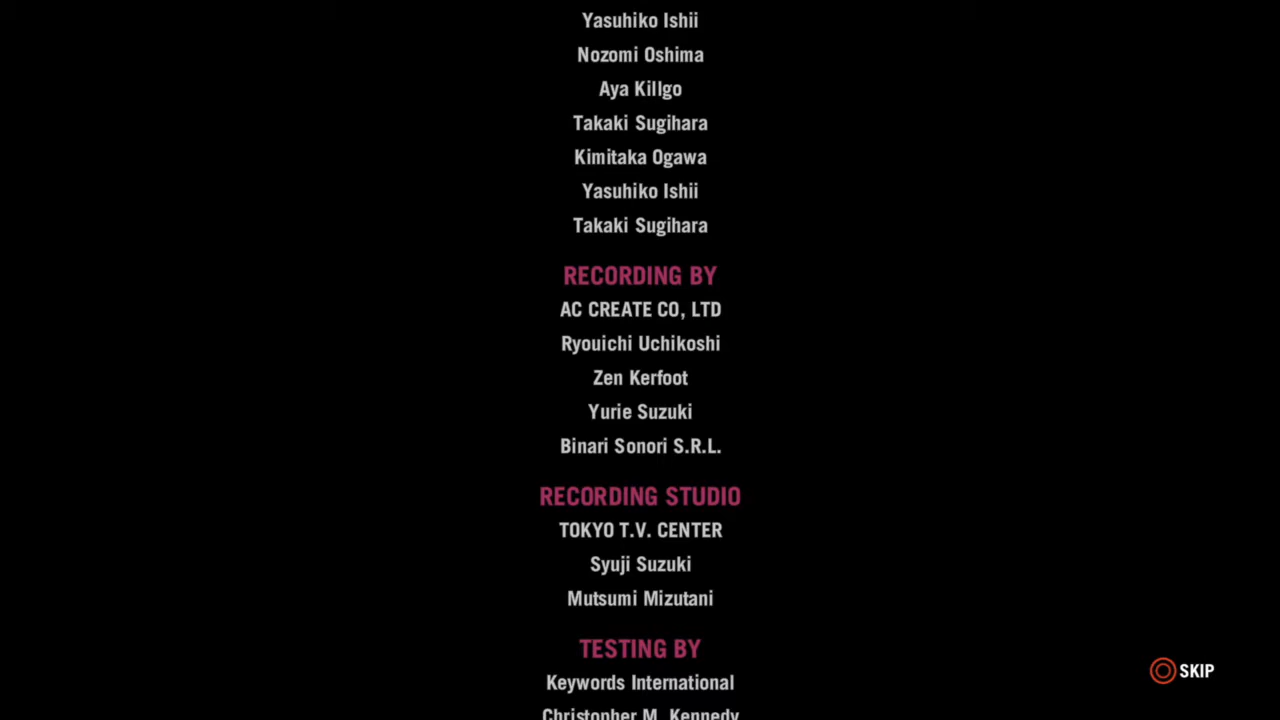 Yasuhiko Ishii
Nozomi Oshima
Aya Killgo
Takaki Sugihara
Kimitaka Ogawa
Yasuhiko Ishii
Takaki Sugihara
RECORDING BY
AC CREATE CO, LTD
Ryouichi Uchikoshi
Zen Kerfoot
Yurie Suzuki
Binari Sonori S.R.L.
RECORDING STUDIO
TOKYO T.V. CENTER
Syuji Suzuki
Mutsumi Mizutani
TESTING BY
SKIP
Keywords International
Christopher M. Kennedy